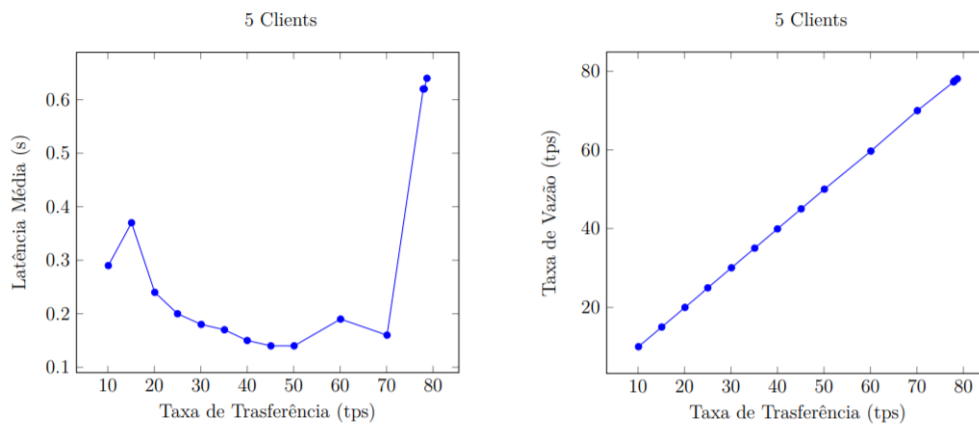 5 Clients
0.6
0.5
0.4
0.3
0.2
0.1
Latência Média (s)
10 20 30 40 50 60 70 80
Taxa de Trasferência (tps)
5 Clients
80
60
40
20
Taxa de Vazão (tps)
10 20 30 40 50 60 70 80
Taxa de Trasferência (tps)